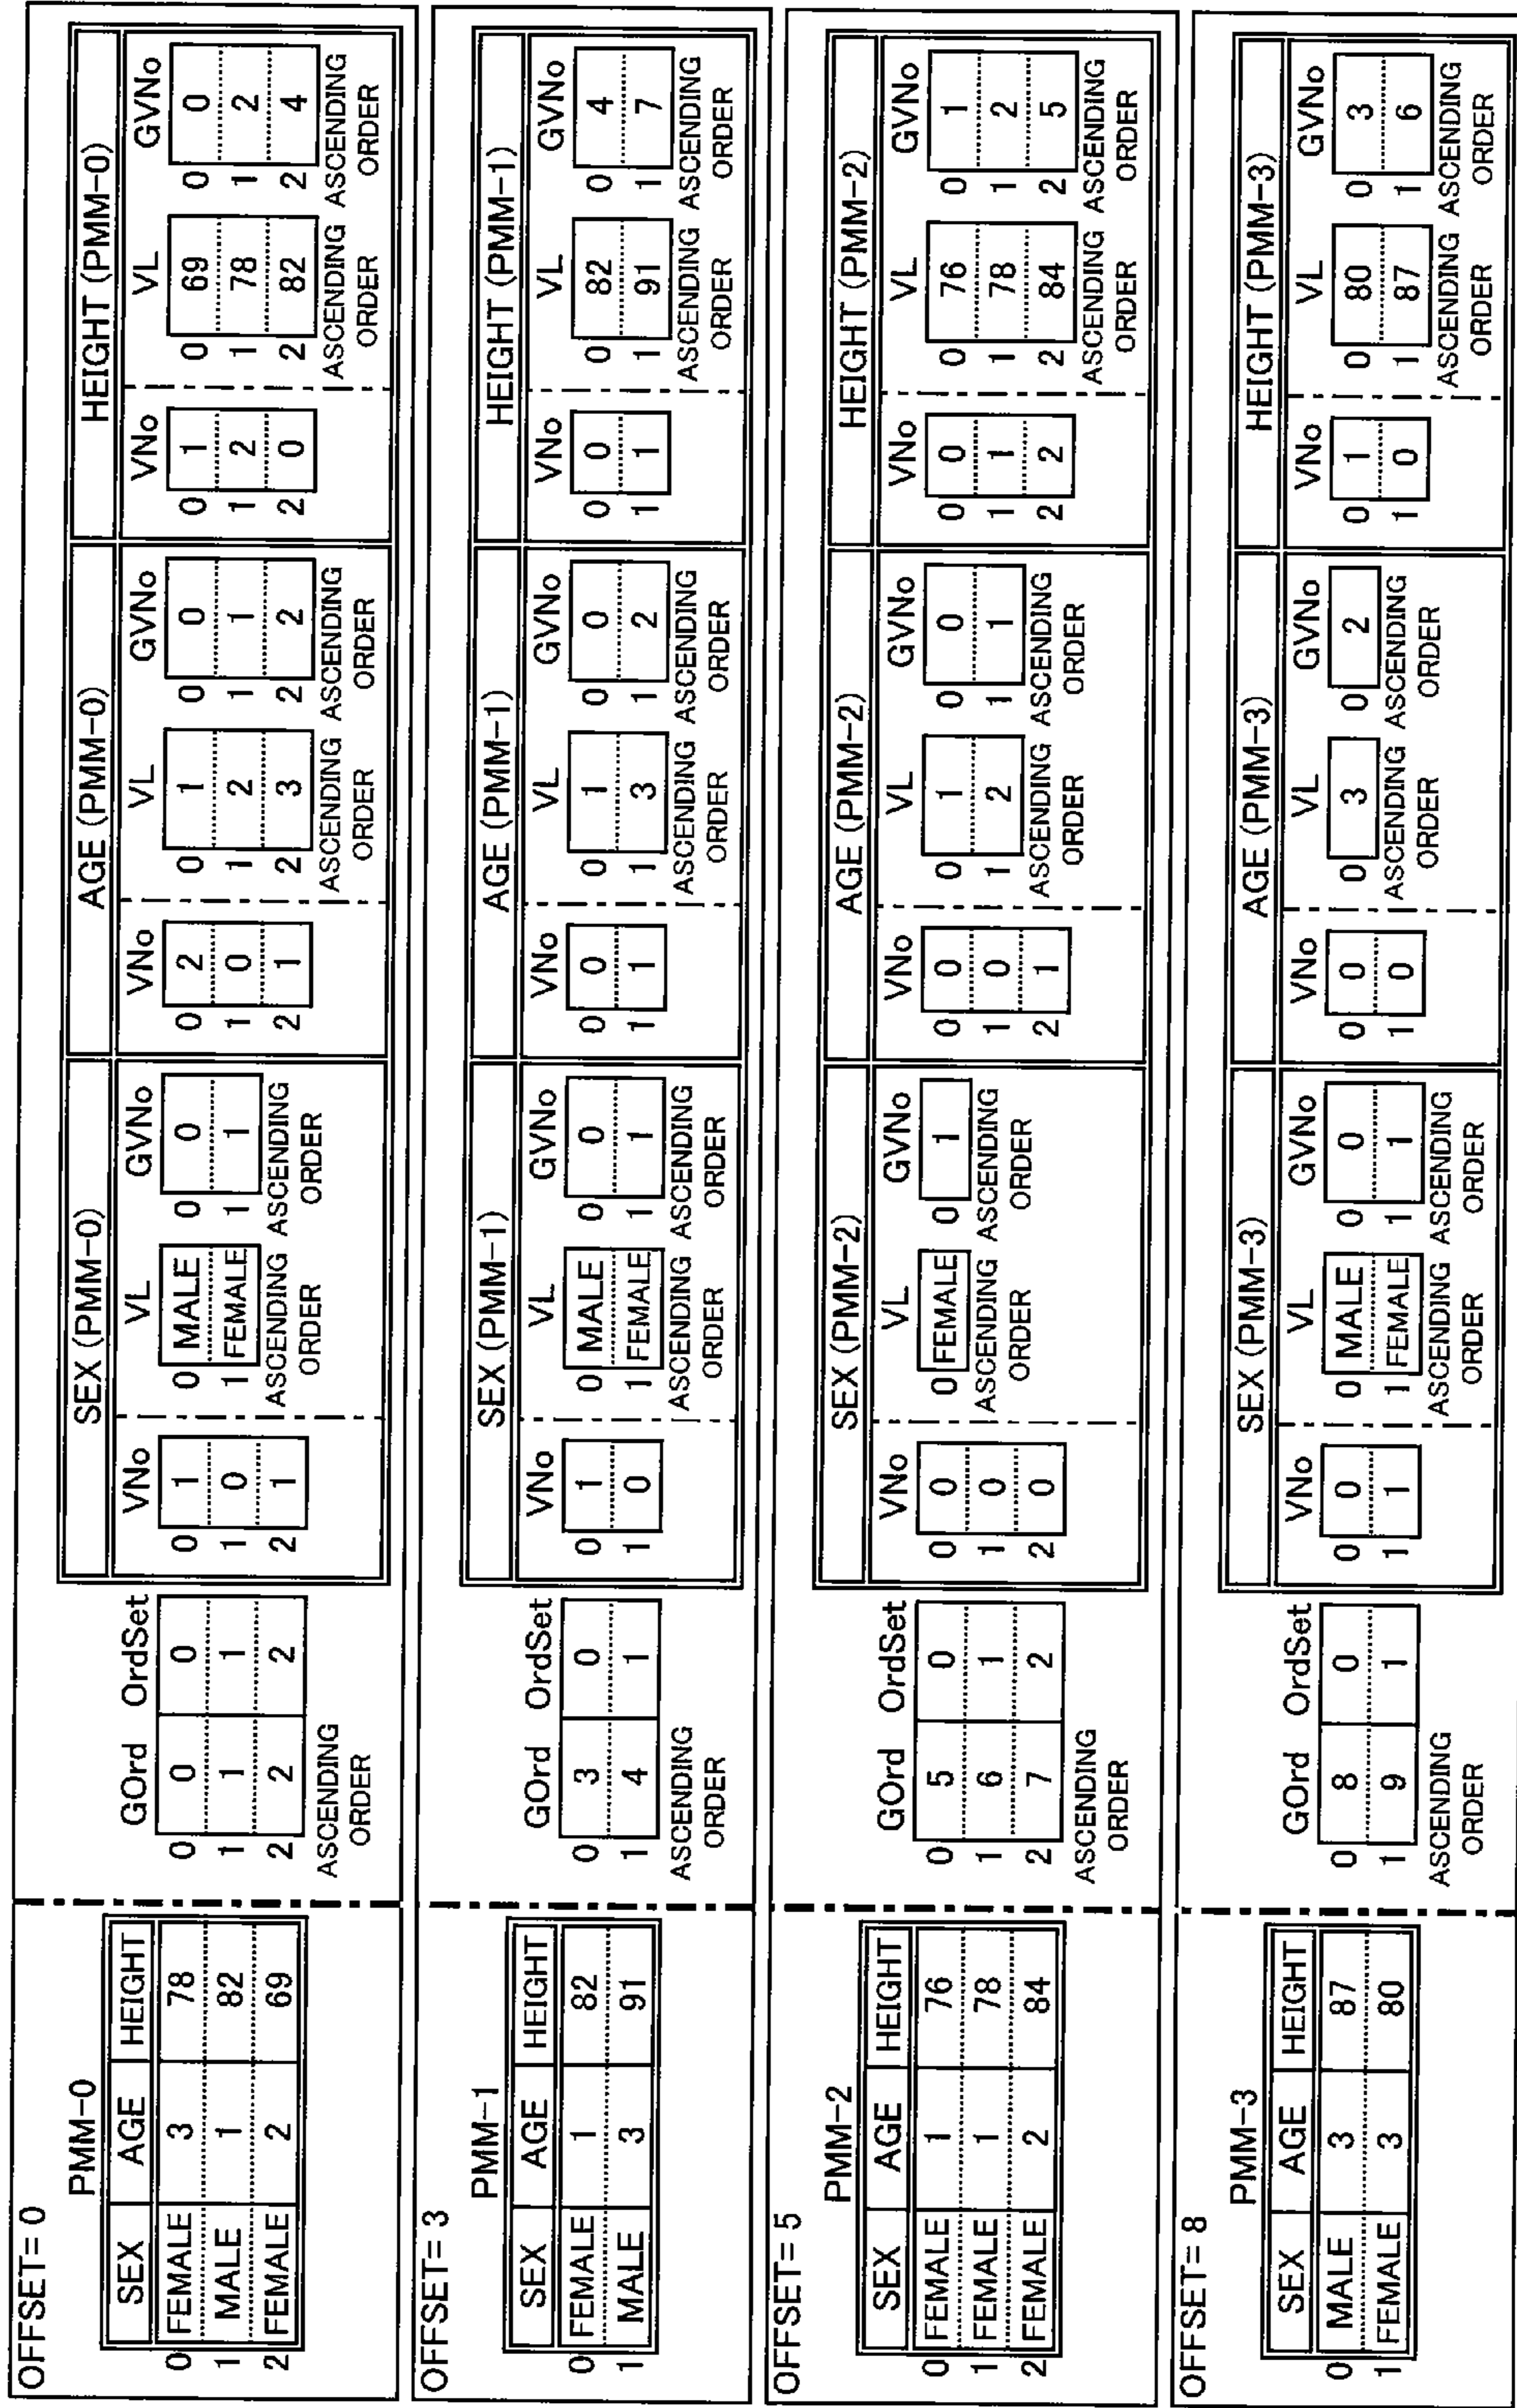 OFFSET= 0
PMM-0
SEX AGE HEIGHT
0 FEMALE 3 78
1 MALE 1 82
2 FEMALE 2 69
GOrd OrdSet
0 0 0
1 1 1
2 2 2
ASCENDING
ORDER
SEX (PMM-0)
VNo VL GVNo
0 1 0 MALE 0 0
1 0 1 FEMALE 1 1
2 1
ASCENDING ASCENDING
ORDER ORDER
AGE (PMM-0)
VNo VL GVNo
0 2 0 1 0 0
1 0 1 2 1 1
2 1 2 3 2 2
ASCENDING ASCENDING
ORDER ORDER
HEIGHT (PMM-0)
VNo VL GVNo
0 1 0 69 0 0
1 2 1 78 1 2
2 0 2 82 2 4
ASCENDING ASCENDING
ORDER ORDER
OFFSET= 3
PMM-1
SEX AGE HEIGHT
0 FEMALE 1 82
1 MALE 3 91
GOrd OrdSet
0 3 0
1 4 1
ASCENDING
ORDER
SEX (PMM-1)
VNo VL GVNo
0 1 0 MALE 0 0
1 0 1 FEMALE 1 1
ASCENDING ASCENDING
ORDER ORDER
AGE (PMM-1)
VNo VL GVNo
0 0 0 1 0 0
1 1 1 3 1 2
ASCENDING ASCENDING
ORDER ORDER
HEIGHT (PMM-1)
VNo VL GVNo
0 0 0 82 0 4
1 1 1 91 1 7
ASCENDING ASCENDING
ORDER ORDER
OFFSET= 5
PMM-2
SEX AGE HEIGHT
0 FEMALE 1 76
1 FEMALE 1 78
2 FEMALE 2 84
GOrd OrdSet
0 5 0
1 6 1
2 7 2
ASCENDING
ORDER
SEX (PMM-2)
VNo VL GVNo
0 0 0 FEMALE 0 1
1 0
2 0
ASCENDING ASCENDING
ORDER ORDER
AGE (PMM-2)
VNo VL GVNo
0 0 0 1 0 0
1 0 1 2 1 1
2 1
ASCENDING ASCENDING
ORDER ORDER
HEIGHT (PMM-2)
VNo VL GVNo
0 0 0 76 0 1
1 1 1 78 1 2
2 2 2 84 2 5
ASCENDING ASCENDING
ORDER ORDER
OFFSET= 8
PMM-3
SEX AGE HEIGHT
0 MALE 3 87
1 FEMALE 3 80
GOrd OrdSet
0 8 0
1 9 1
ASCENDING
ORDER
SEX (PMM-3)
VNo VL GVNo
0 0 0 MALE 0 0
1 1 1 FEMALE 1 1
ASCENDING ASCENDING
ORDER ORDER
AGE (PMM-3)
VNo VL GVNo
0 0 0 3 0 2
1 0
ASCENDING ASCENDING
ORDER ORDER
HEIGHT (PMM-3)
VNo VL GVNo
0 1 0 80 0 3
1 0 1 87 1 6
ASCENDING ASCENDING
ORDER ORDER